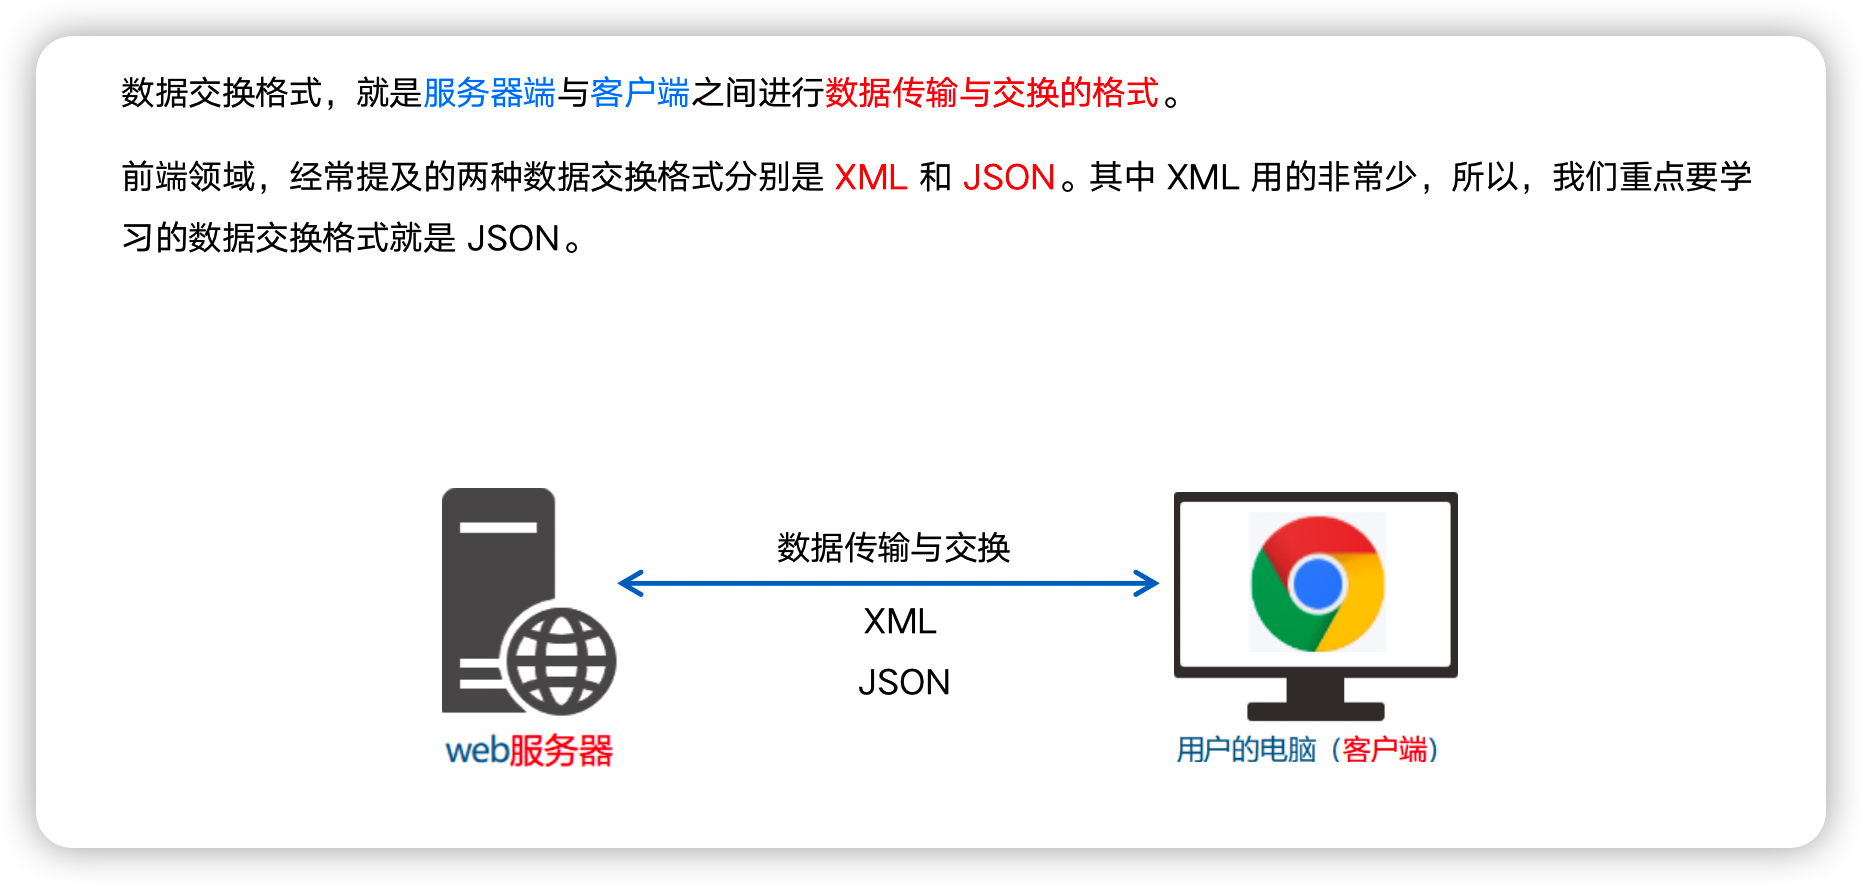 数据交换格式，就是服务器端与客户端之间进行数据传输与交换的格式。
前端领域，经常提及的两种数据交换格式分别是 XML 和 JSON。其中 XML 用的非常少，所以，我们重点要学
习的数据交换格式就是 JSON。
数据传输与交换
XML
JSON
web服务器
用户的电脑（客户端）